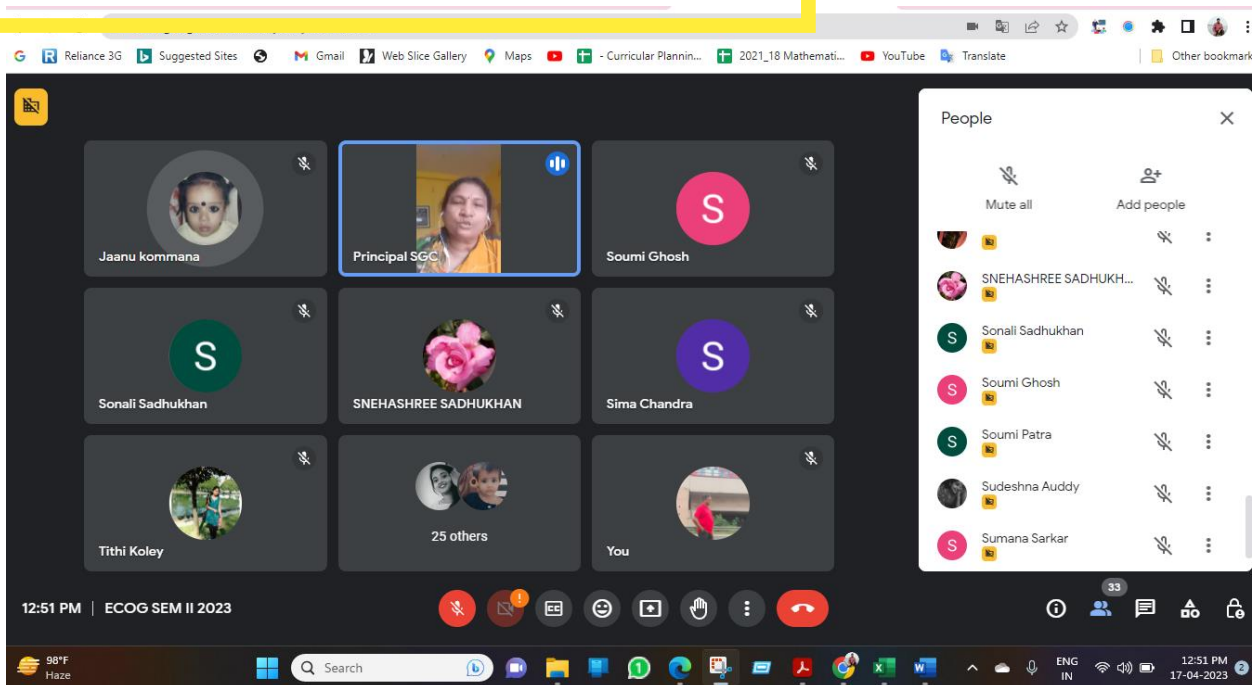 G R Reliance 3G b Suggested Sites Gmail Web Slice Gallery Maps - Curricular Plannin... 2021_18 Mathemati... YouTube Translate Other bookmark
People
Mute all Add people
Jaanu kommana
Principal SGC
S
Soumi Ghosh
S
Sonali Sadhukhan
SNEHASHREE SADHUKHAN
S
Sima Chandra
Tithi Koley
25 others
You
SNEHASHREE SADHUKH...
S Sonali Sadhukhan
S Soumi Ghosh
S Soumi Patra
Sudeshna Auddy
S Sumana Sarkar
12:51 PM | ECOG SEM II 2023
CC
33
98°F
Haze
Search
ENG
IN
12:51 PM
17-04-2023
2